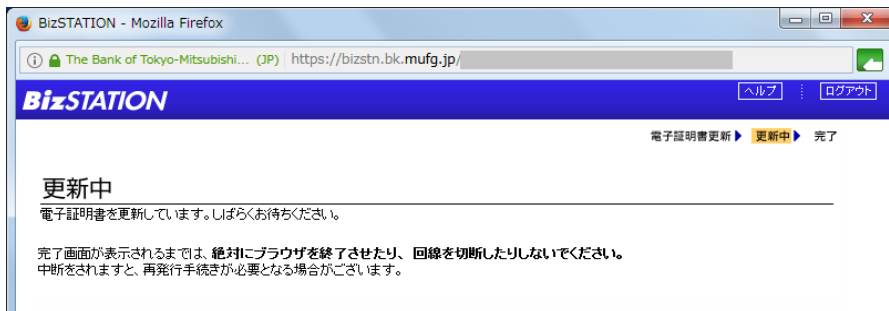 BizSTATION - Mozilla Firefox
The Bank of Tokyo-Mitsubishi... (JP) https://bizstn.bk.mufg.jp/
BizSTATION ヘルプ ログアウト
電子証明書更新 更新中 完了
更新中
電子証明書を更新しています。しばらくお待ちください。
完了画面が表示されるまでは、絶対にブラウザを終了させたり、回線を切断したりしないでください。
中断をされますと、再発行手続きが必要となる場合がございます。